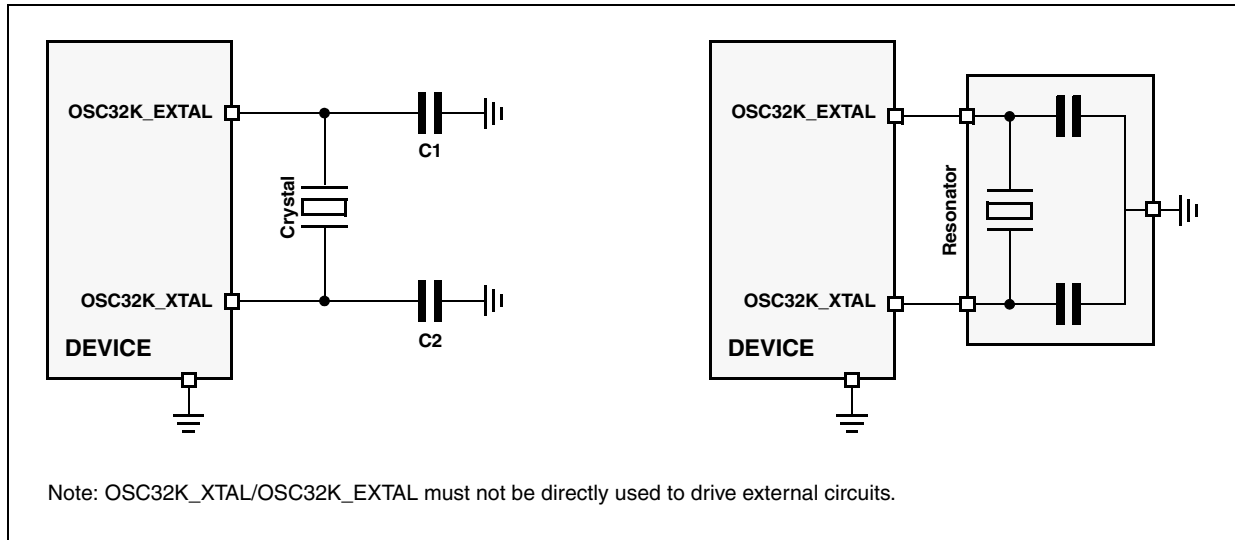 OSC32K_EXTAL
C1
Crystal
OSC32K_XTAL
C2
DEVICE
OSC32K_EXTAL
Resonator
OSC32K_XTAL
DEVICE
Note: OSC32K_XTAL/OSC32K_EXTAL must not be directly used to drive external circuits.